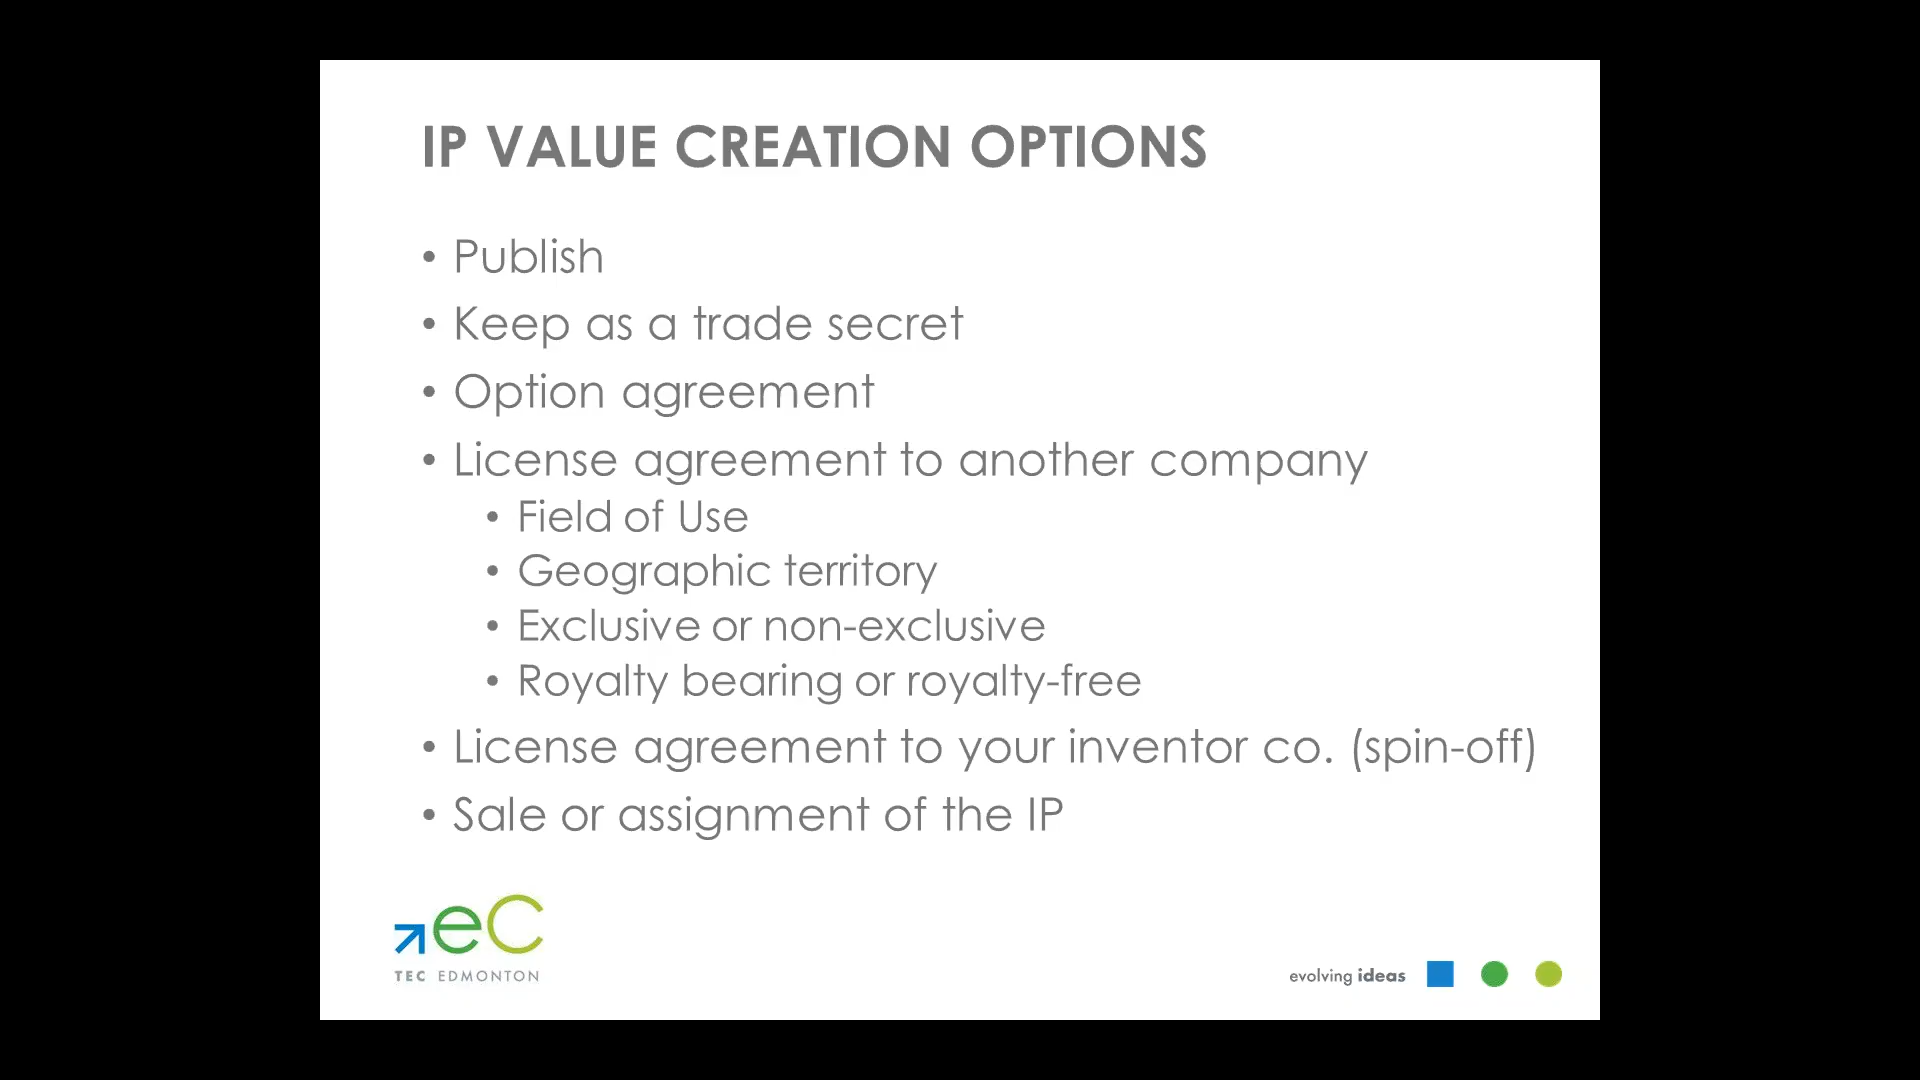 IP VALUE CREATION OPTIONS
• Publish
• Keep as a trade secret
• Option agreement
• License agreement to another company
• Field of Use
• Geographic territory
• Exclusive or non-exclusive
• Royalty bearing or royalty-free
• License agreement to your inventor co. (spin-off)
• Sale or assignment of the IP
eC
TEC EDMONTON
evolving ideas